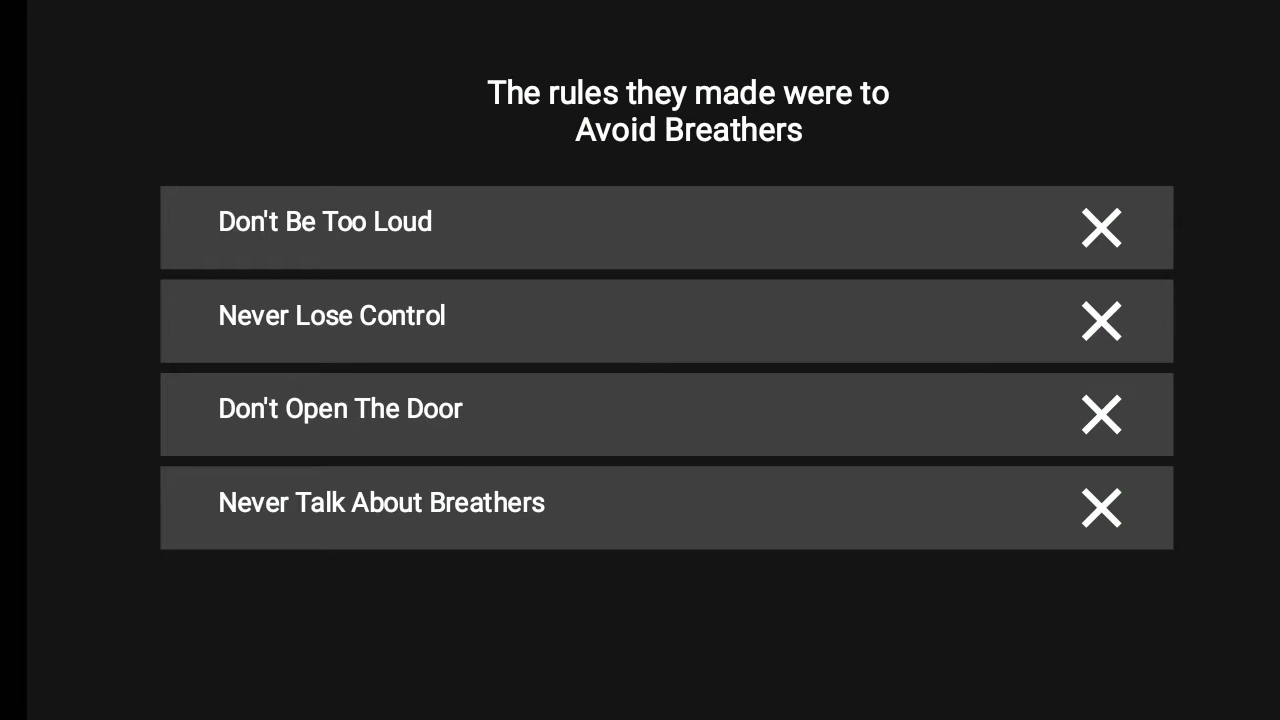 The rules they made were to
Avoid Breathers
Don't Be Too Loud
Never Lose Control
Don't Open The Door
Never Talk About Breathers